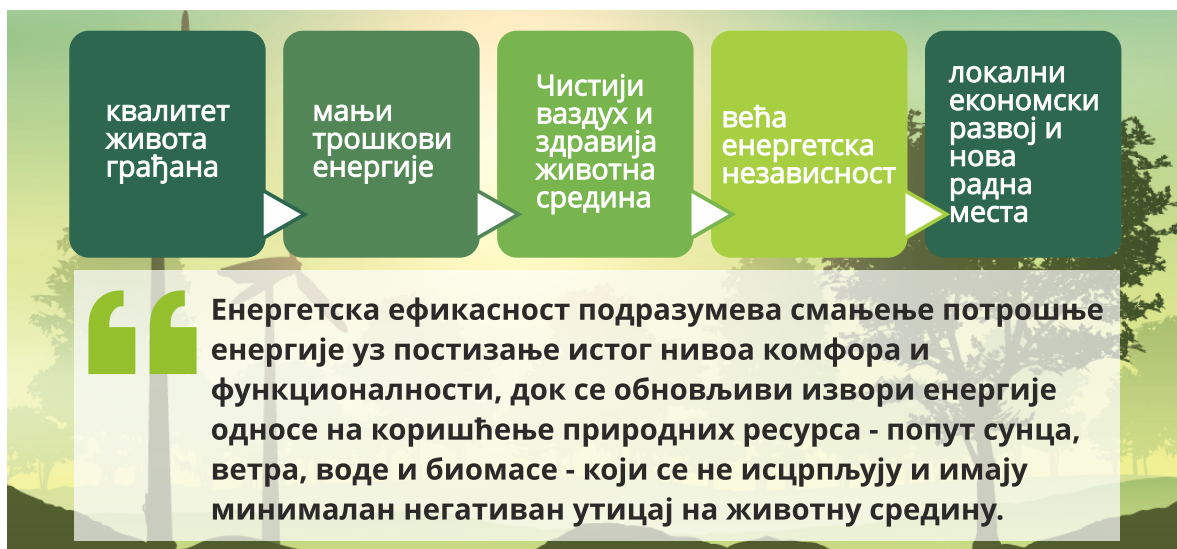 квалитет
живота
грађана
мањи
трошкови
енергије
Чистији
ваздух и
здравија
животна
средина
већа
енергетска
независност
локални
економски
развој и
нова
радна
места
Енергетска ефикасност подразумева смањење потрошње
енергије уз постизање истог нивоа комфора и
функционалности, док се обновљиви извори енергије
односе на коришћење природних ресурса - попут сунца,
ветра, воде и биомасе - који се не исцрпљују и имају
минималан негативан утицај на животну средину.